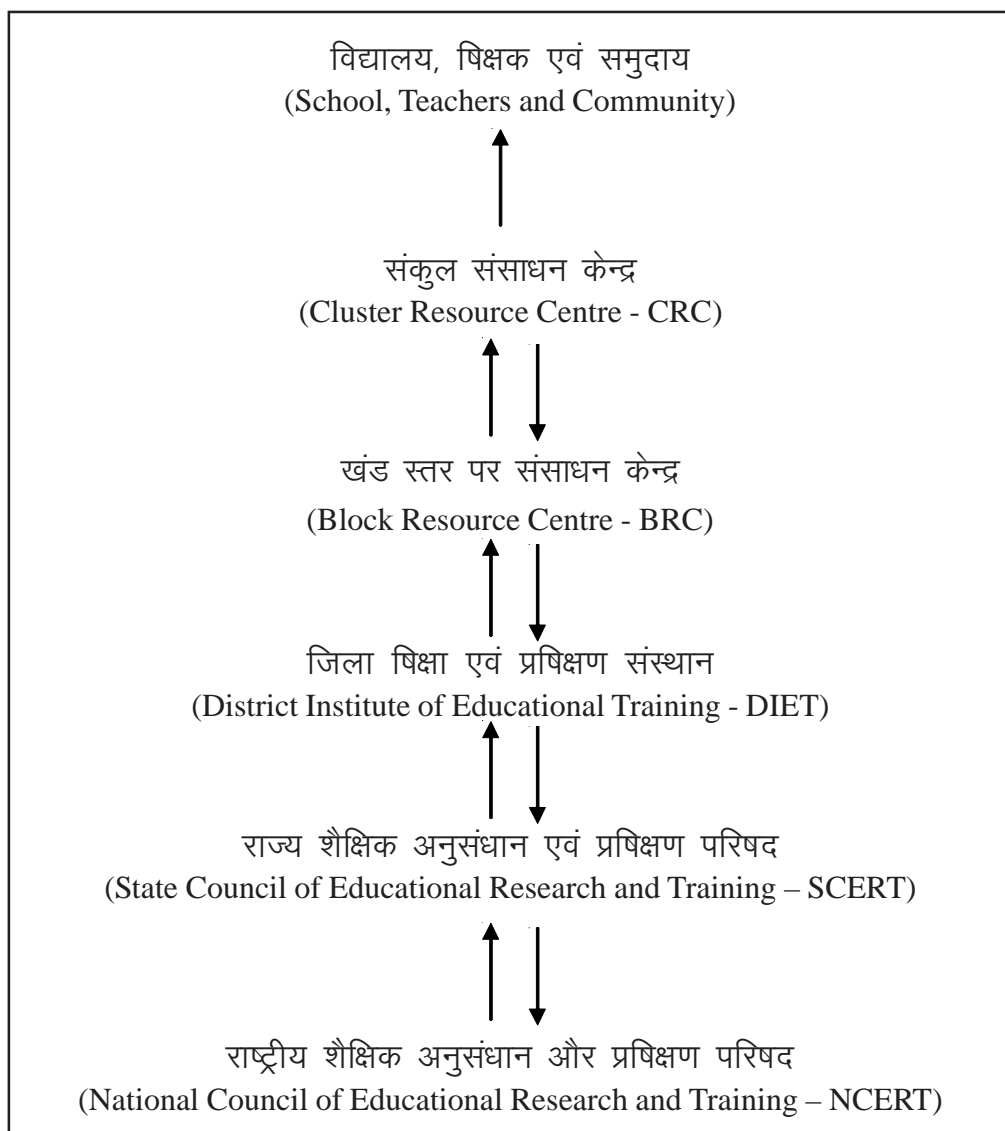 विद्यालय, षिक्षक एवं समुदाय
(School, Teachers and Community)
संकुल संसाधन केन्द्र
(Cluster Resource Centre - CRC)
खंड स्तर पर संसाधन केन्द्र
(Block Resource Centre - BRC)
जिला षिक्षा एवं प्रषिक्षण संस्थान
(District Institute of Educational Training - DIET)
राज्य शैक्षिक अनुसंधान एवं प्रषिक्षण परिषद
(State Council of Educational Research and Training – SCERT)
राष्ट्रीय शैक्षिक अनुसंधान और प्रषिक्षण परिषद
(National Council of Educational Research and Training – NCERT)